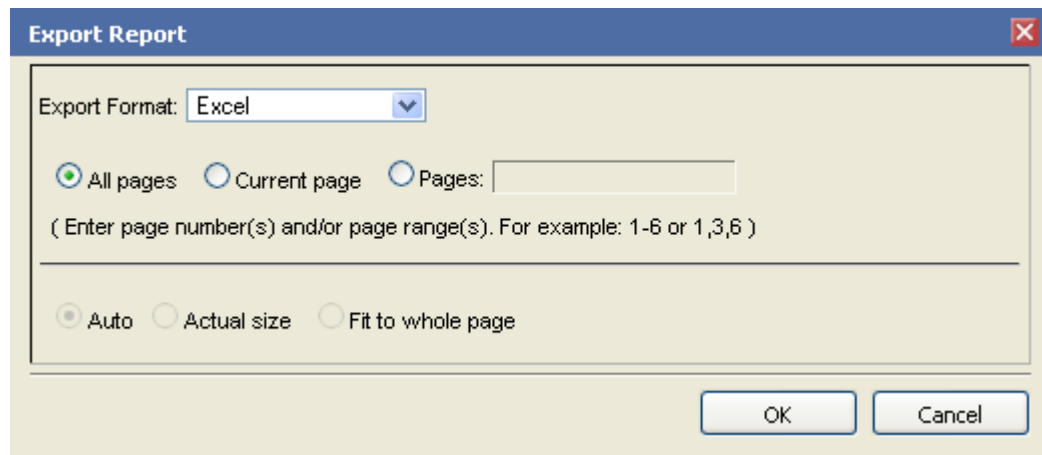 Export Report
Export Format: Excel
All pages Current page Pages:
( Enter page number(s) and/or page range(s). For example: 1-6 or 1,3,6 )
Auto Actual size Fit to whole page
OK Cancel